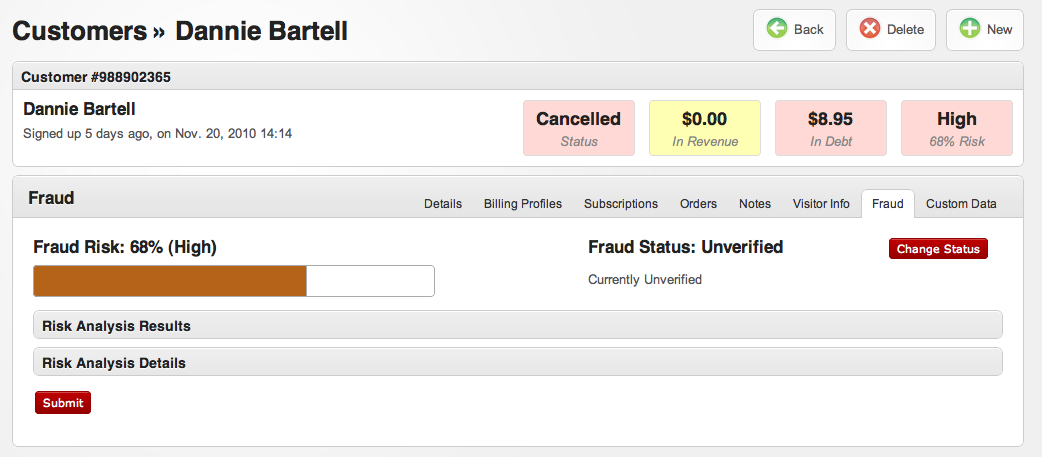 Customers » Dannie Bartell
Back
Delete
New
Customer #988902365
Dannie Bartell
Signed up 5 days ago, on Nov. 20, 2010 14:14
Cancelled
Status
$0.00
In Revenue
$8.95
In Debt
High
68% Risk
Fraud
Details
Billing Profiles
Subscriptions
Orders
Notes
Visitor Info
Fraud
Custom Data
Fraud Risk: 68% (High)
Fraud Status: Unverified
Change Status
Currently Unverified
Risk Analysis Results
Risk Analysis Details
Submit